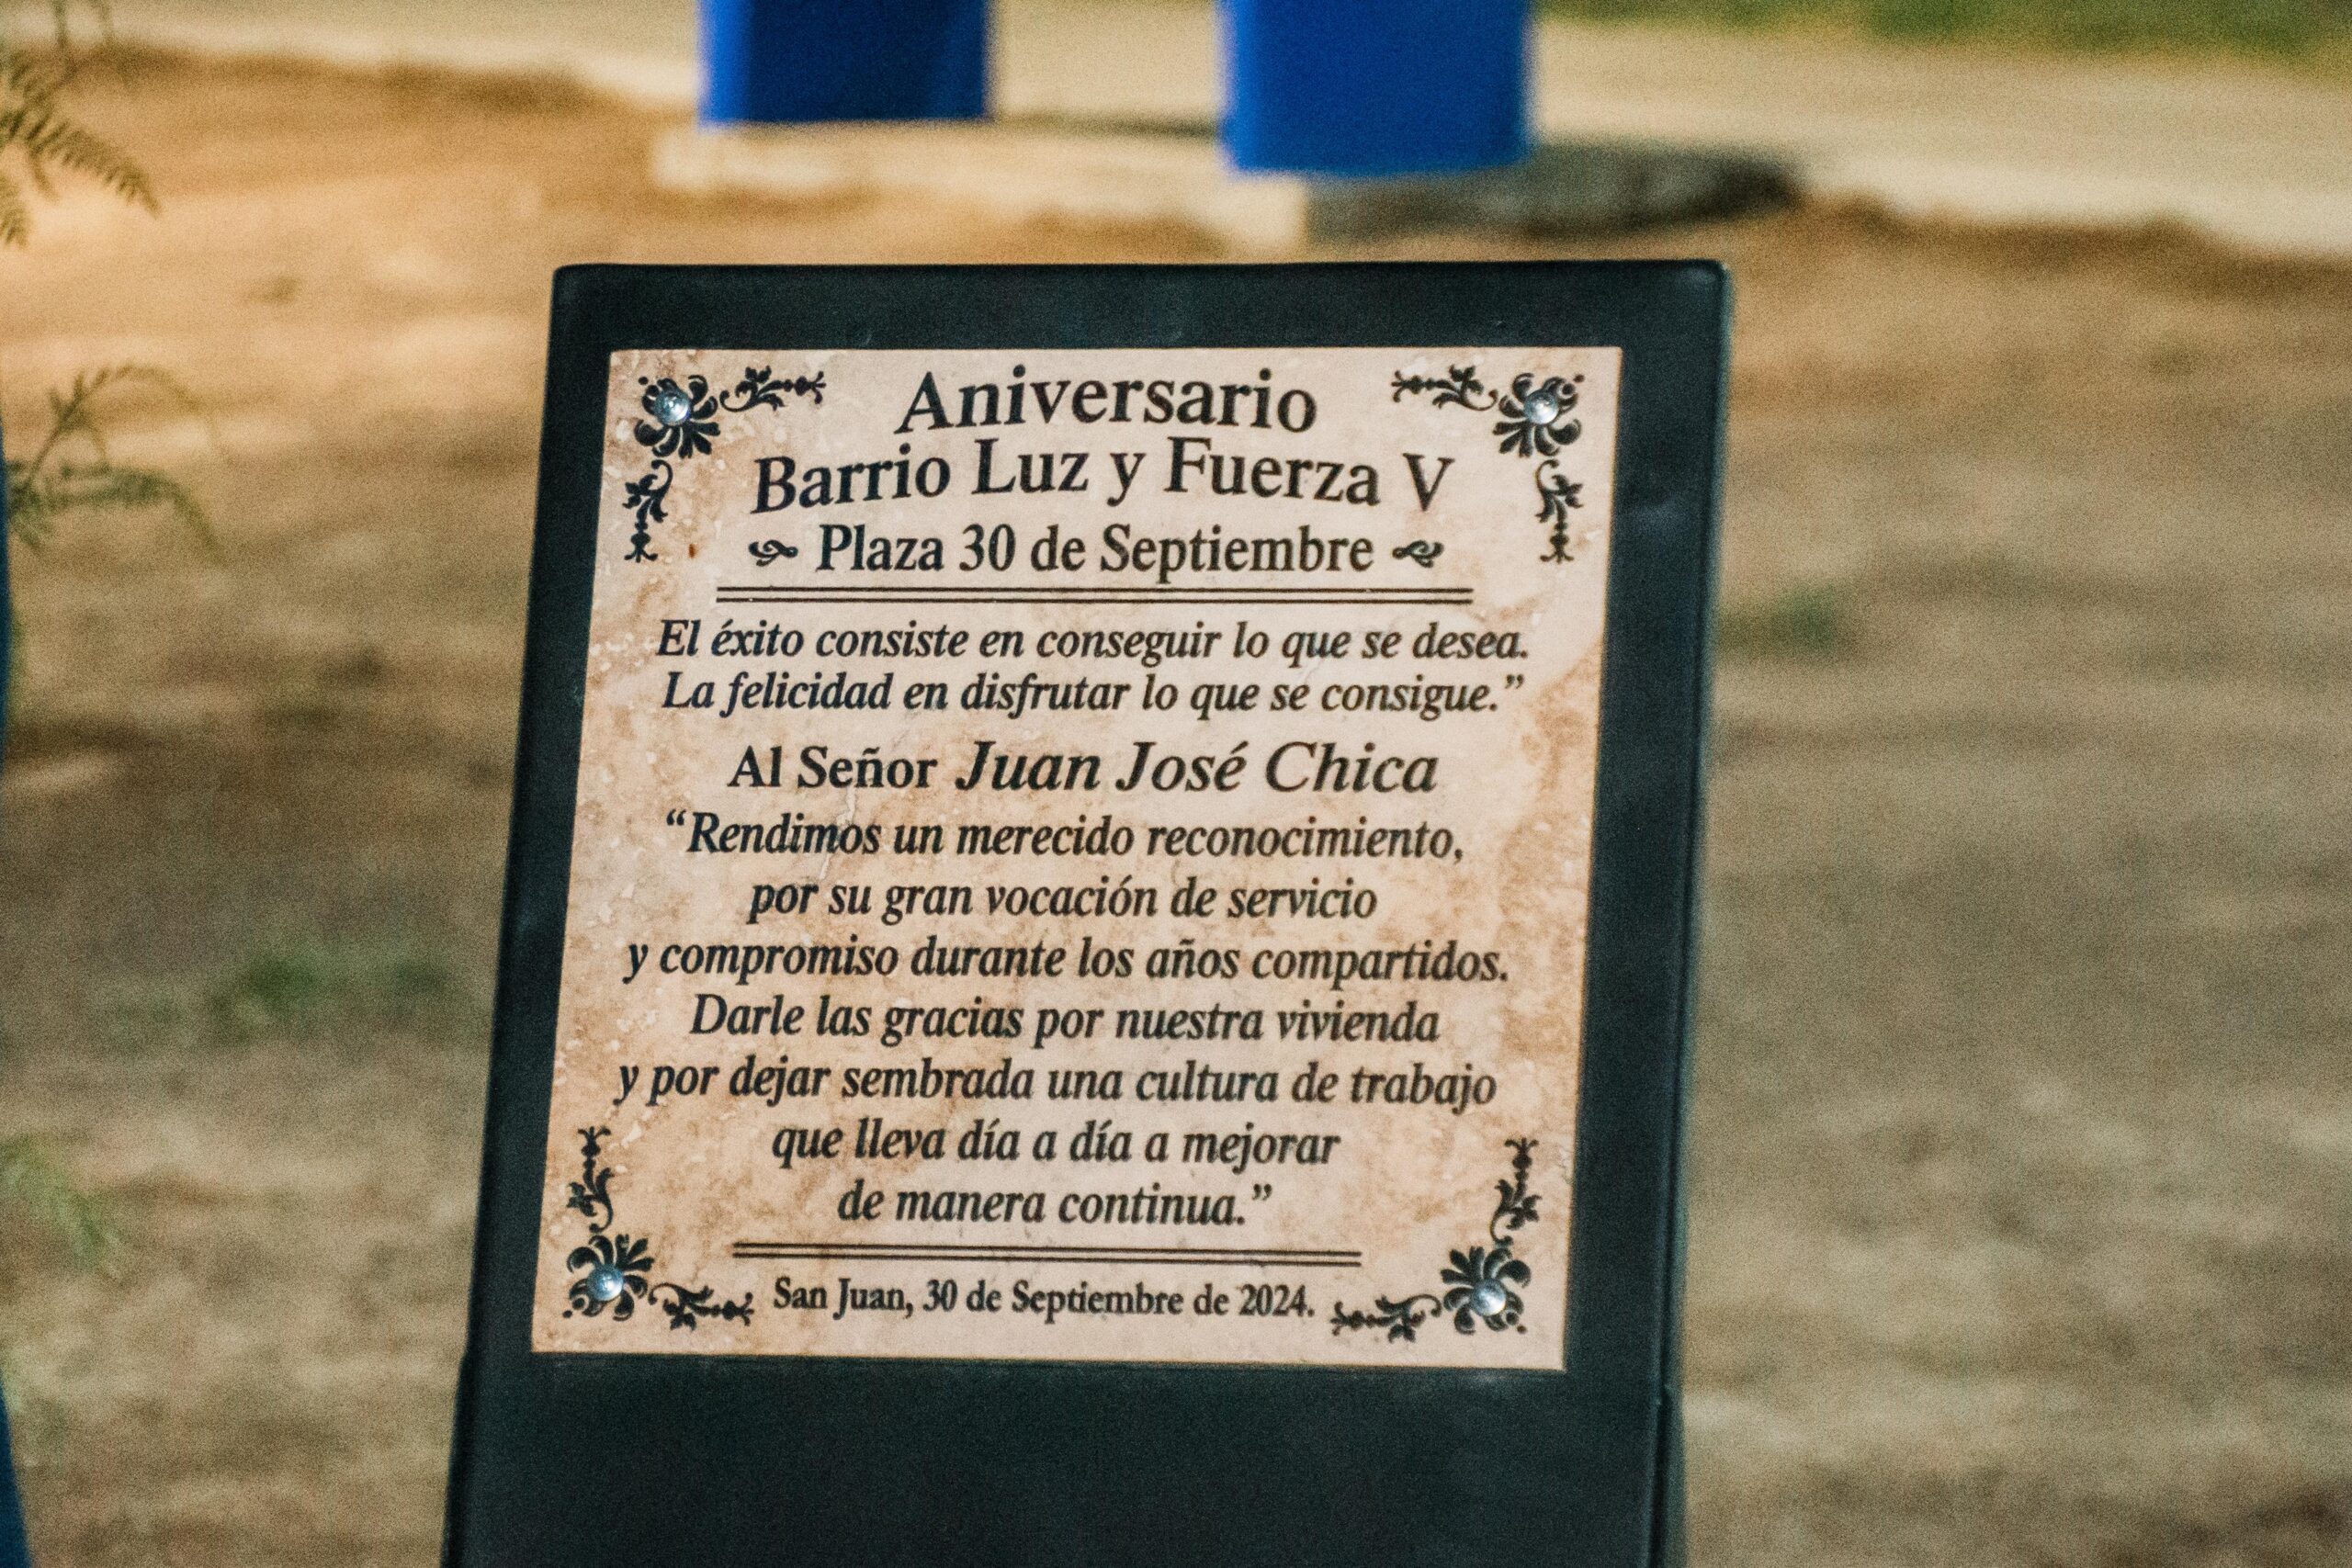 Aniversario
Barrio Luz y Fuerza V
Plaza 30 de Septiembre
El éxito consiste en conseguir lo que se desea.
La felicidad en disfrutar lo que se consigue.”
Al Señor Juan José Chica
“Rendimos un merecido reconocimiento,
por su gran vocación de servicio
y compromiso durante los años compartidos.
Darle las gracias por nuestra vivienda
y por dejar sembrada una cultura de trabajo
que lleva día a día a mejorar
de manera continua.”
San Juan, 30 de Septiembre de 2024.